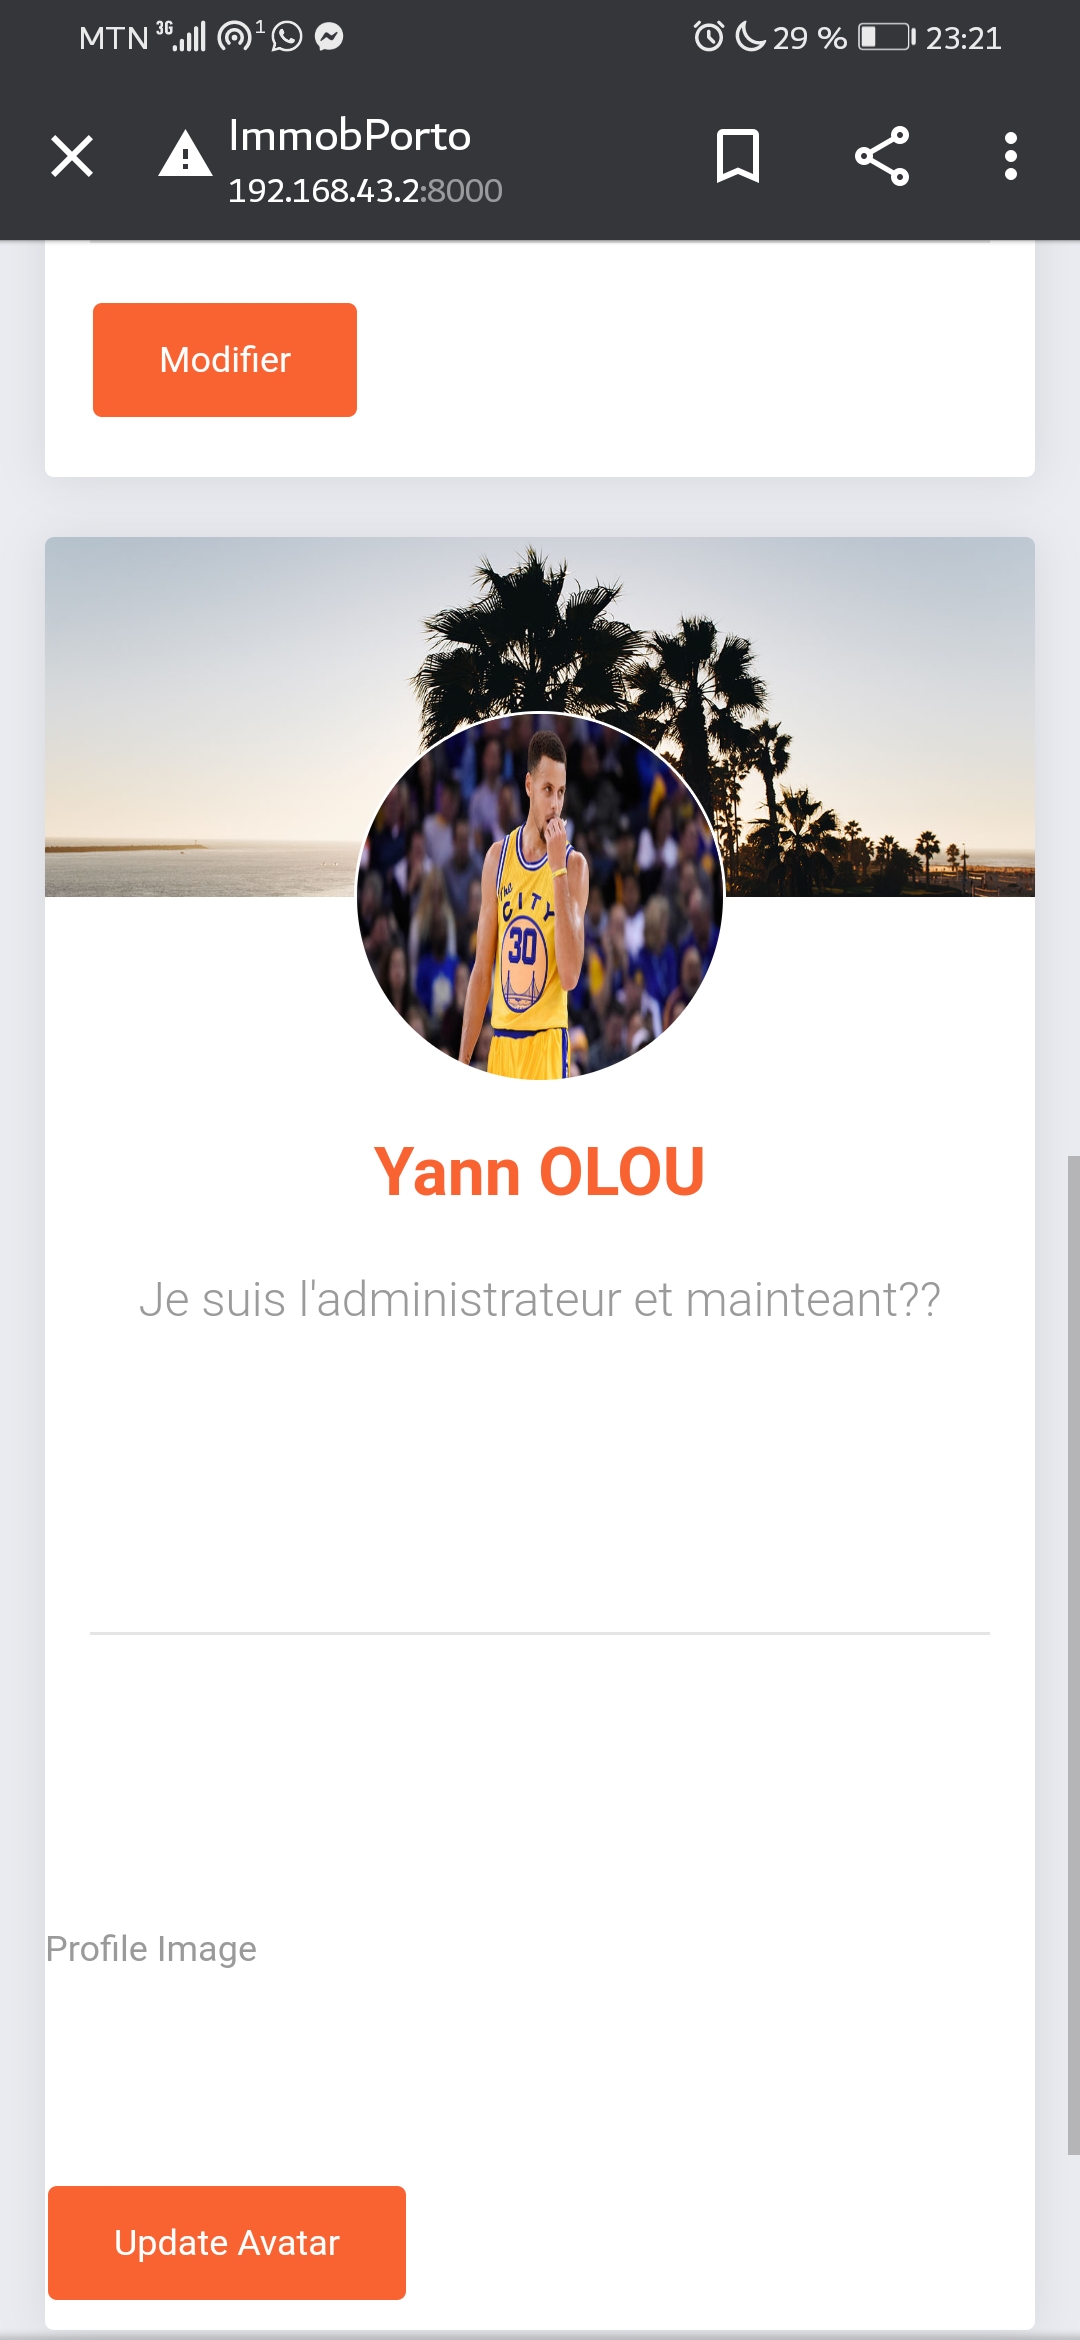 MTN 3G 1 29 % 23:21
ImmobPorto
192.168.43.2:8000
Modifier
The
CITY
30
Yann OLOU
Je suis l'administrateur et mainteant??
Profile Image
Update Avatar